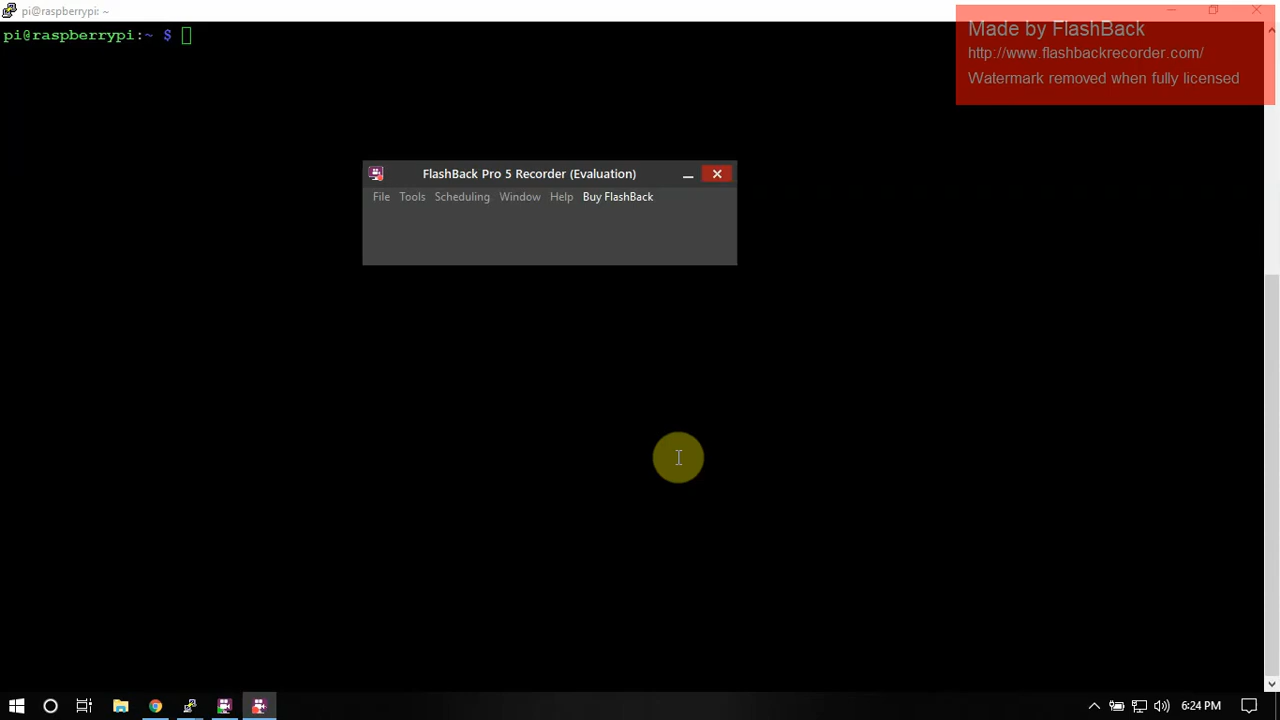 pi@raspberrypi: ~
pi@raspberrypi:~ $
Made by FlashBack
http://www.flashbackrecorder.com/
Watermark removed when fully licensed
FlashBack Pro 5 Recorder (Evaluation)
File Tools Scheduling Window Help Buy FlashBack
6:24 PM